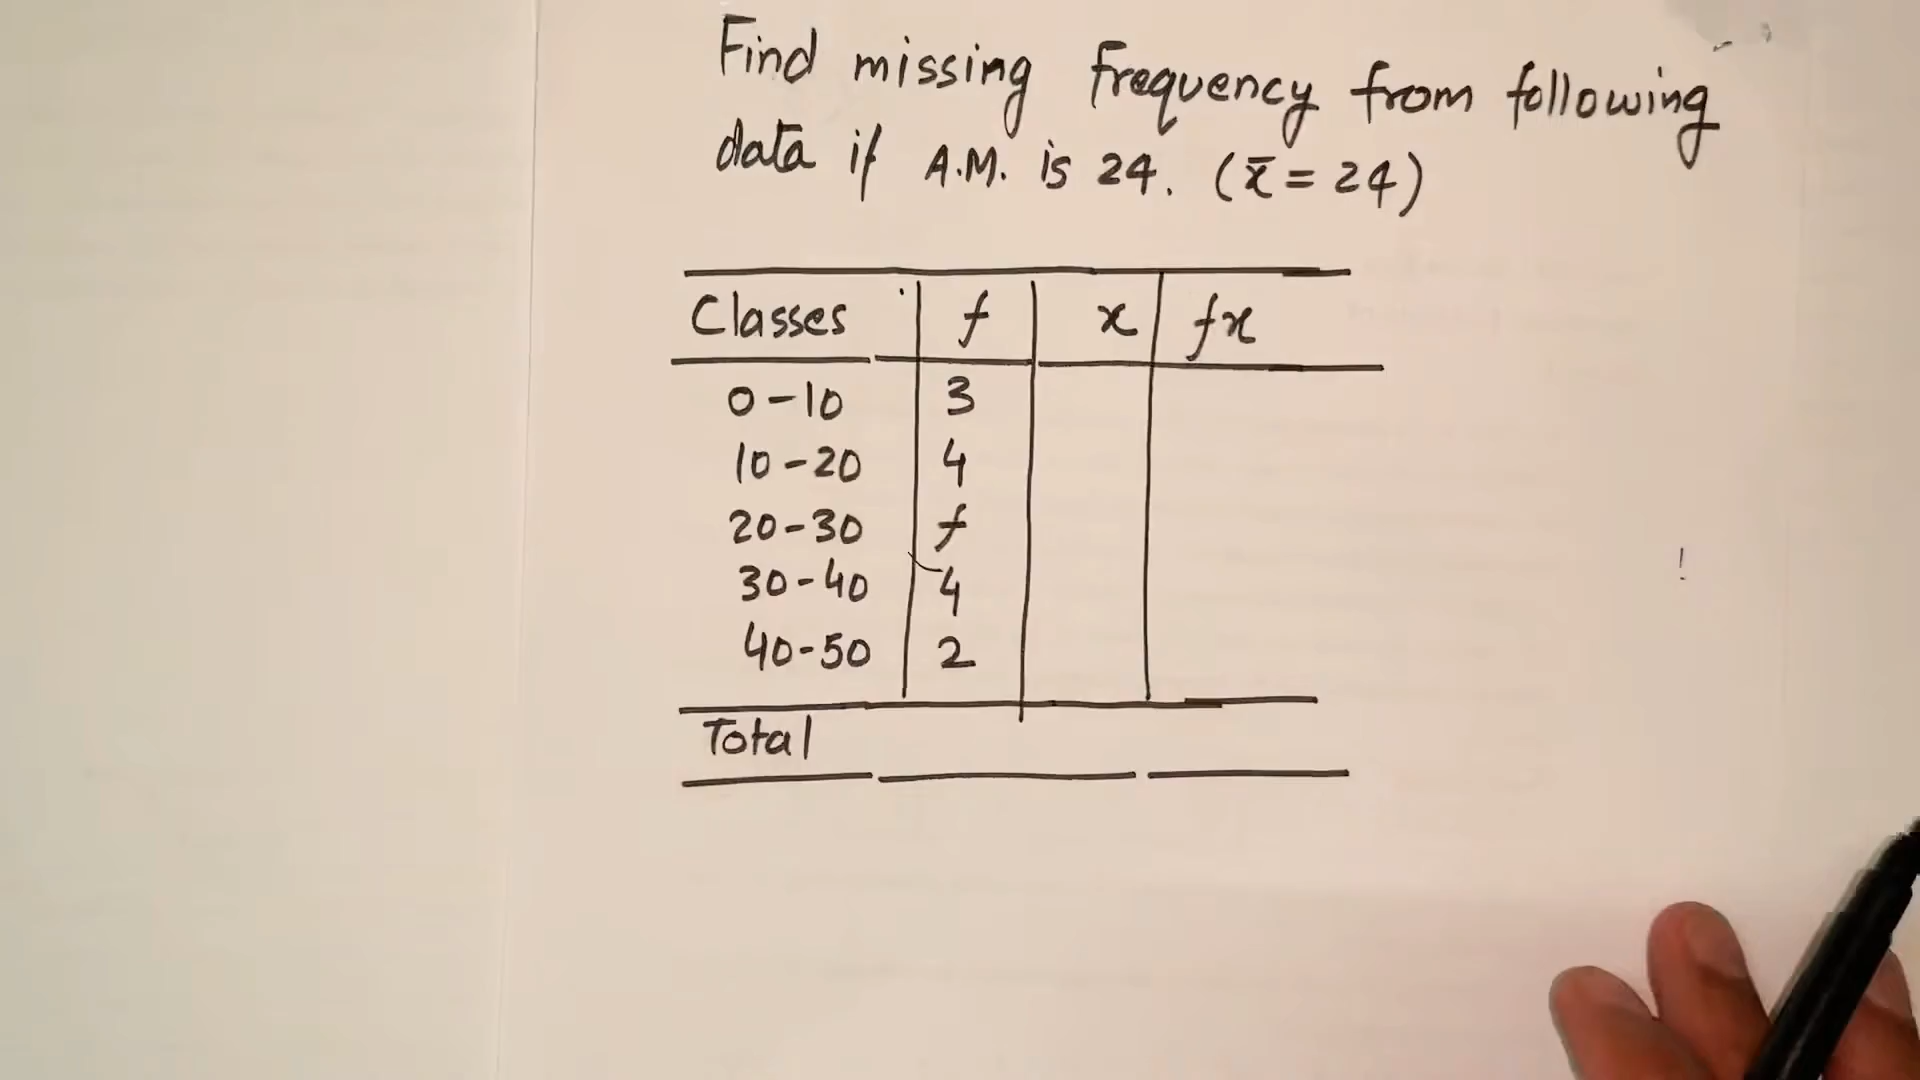 Find missing frequency from following
data if A.M. is 24. (x̄ = 24)
Classes f x fx
0-10 3
10-20 4
20-30 f
30-40 4
40-50 2
Total